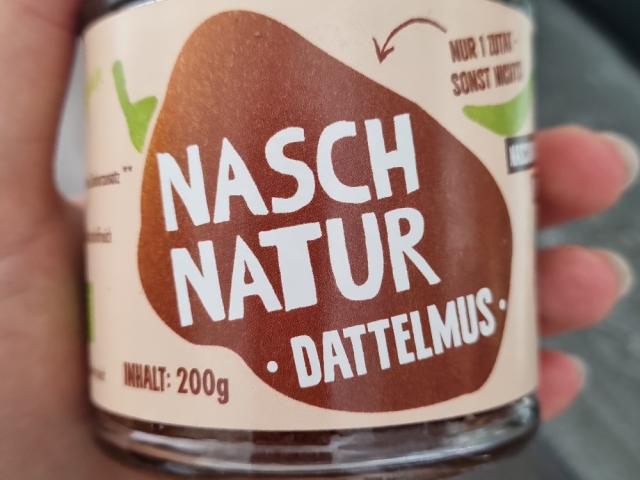 NUR 1 ZUTAT -
SONST NICHTS
NASCH
NATUR
· DATTELMUS ·
INHALT: 200g